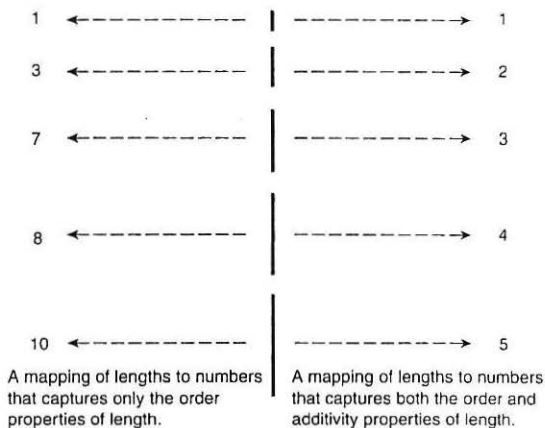 1 1
3 2
7 3
8 4
10 5
A mapping of lengths to numbers
that captures only the order
properties of length.
A mapping of lengths to numbers
that captures both the order and
additivity properties of length.